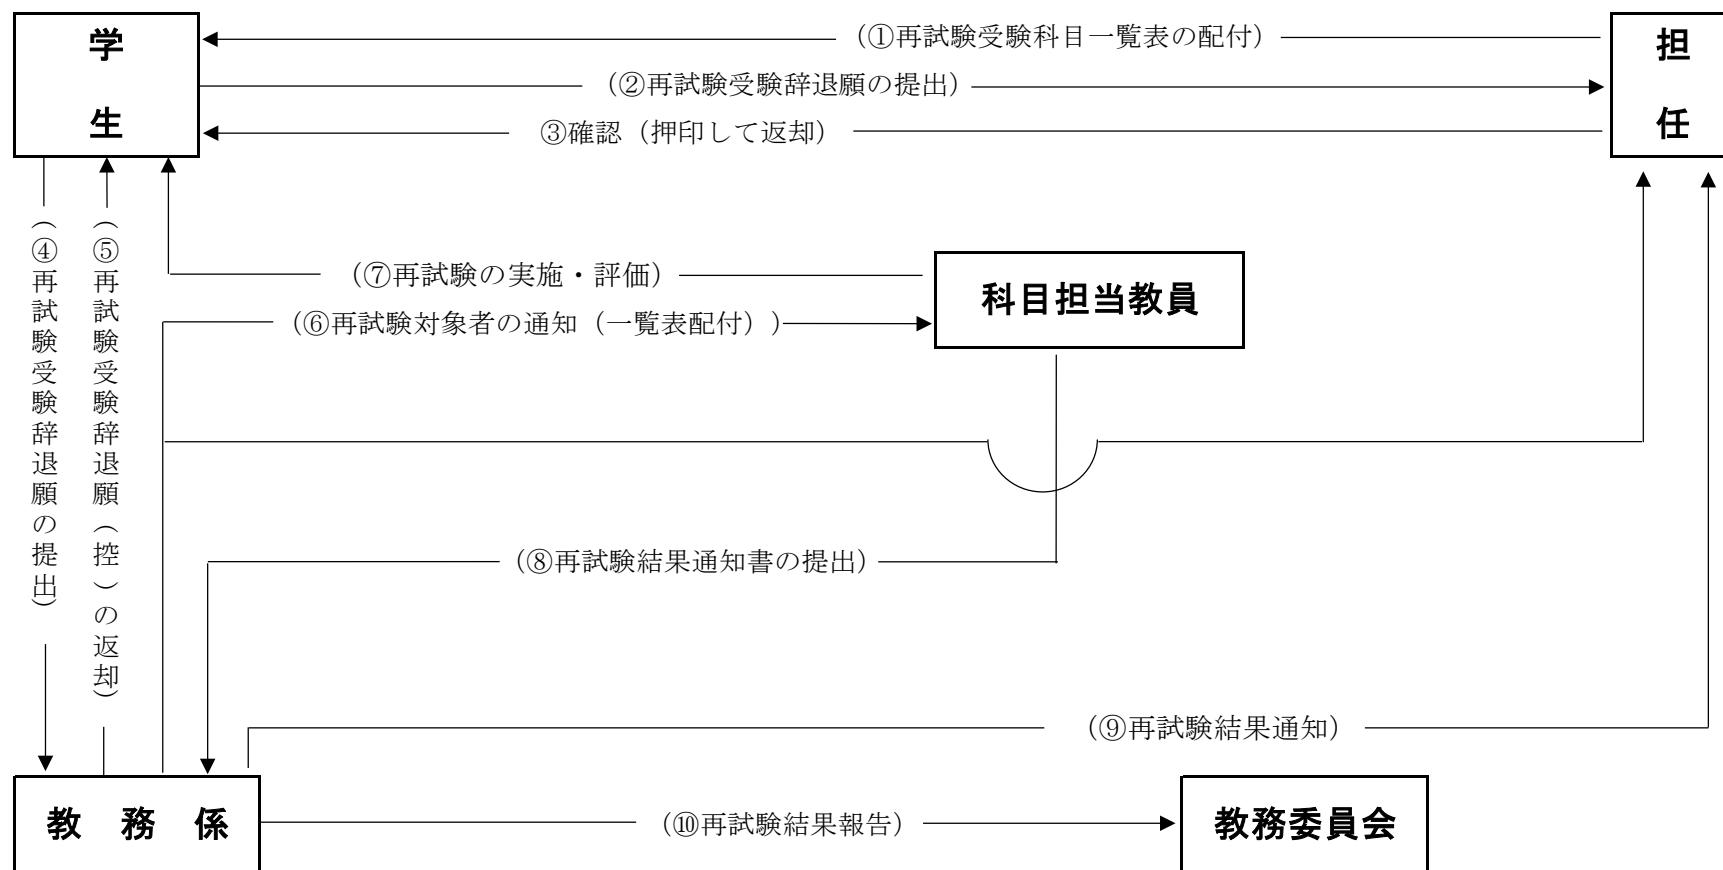 学生
担任
（①再試験受験科目一覧表の配付）
（②再試験受験辞退願の提出）
③確認（押印して返却）
（④再試験受験辞退願の提出）
（⑤再試験受験辞退願（控）の返却）
（⑦再試験の実施・評価）
科目担当教員
（⑥再試験対象者の通知（一覧表配付））
（⑧再試験結果通知書の提出）
（⑨再試験結果通知）
教　務　係
（⑩再試験結果報告）
教務委員会